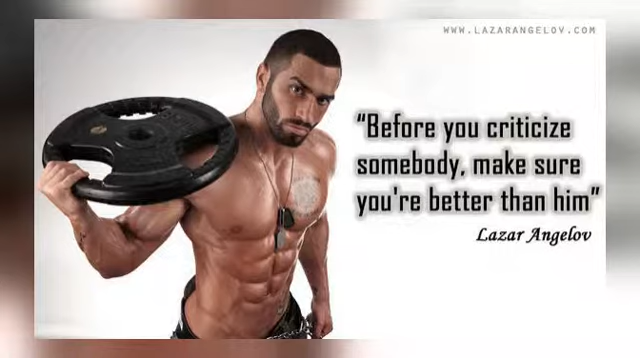 WWW.LAZARANGELOV.COM
“Before you criticize
somebody, make sure
you're better than him”
Lazar Angelov